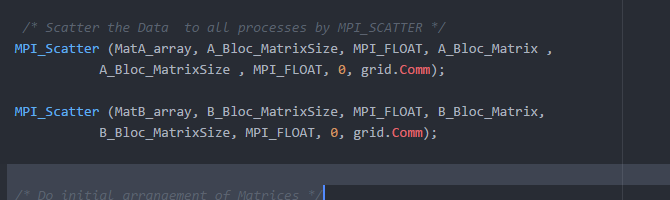 /* Scatter the Data  to all processes by MPI_SCATTER */
MPI_Scatter (MatA_array, A_Bloc_MatrixSize, MPI_FLOAT, A_Bloc_Matrix ,
A_Bloc_MatrixSize , MPI_FLOAT, 0, grid.Comm);
MPI_Scatter (MatB_array, B_Bloc_MatrixSize, MPI_FLOAT, B_Bloc_Matrix,
B_Bloc_MatrixSize, MPI_FLOAT, 0, grid.Comm);
/* Do initial arrangement of Matrices */